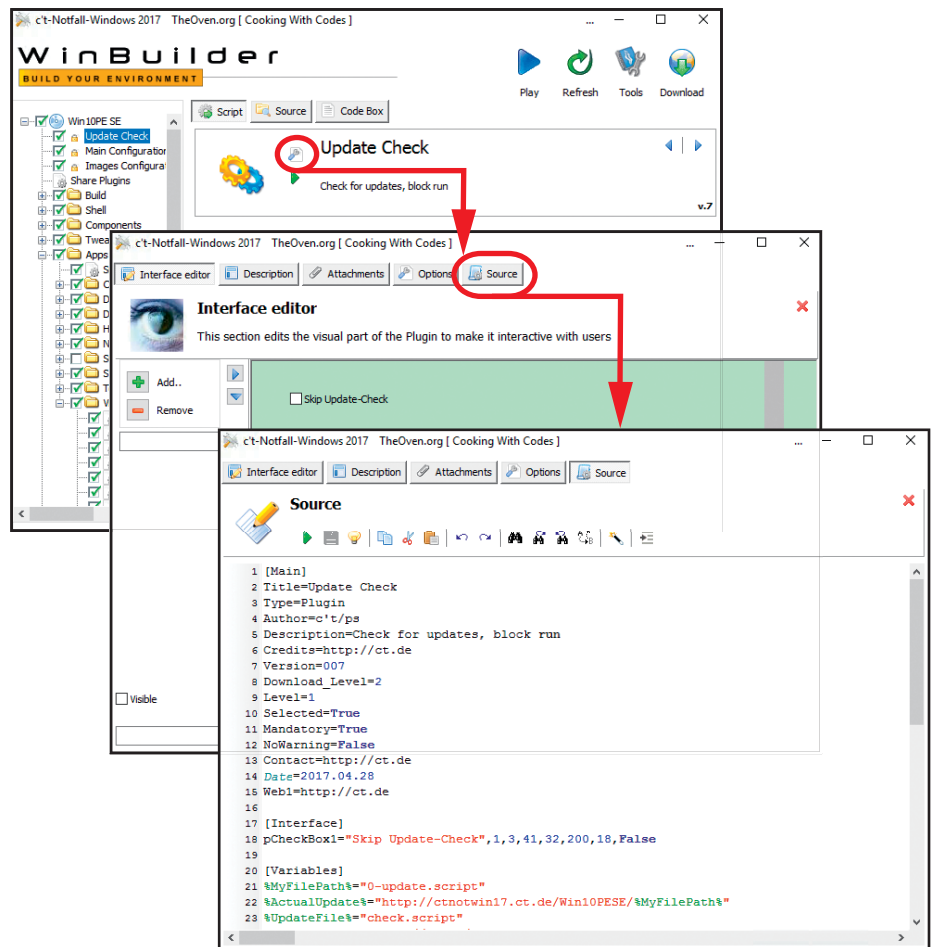 c't-Notfall-Windows 2017 TheOven.org [ Cooking With Codes ]
WinBuilder
BUILD YOUR ENVIRONMENT
Play Refresh Tools Download
Script Source Code Box
Win10PE SE
Update Check
Main Configuration
Images Configura
Share Plugins
Build
Shell
Components
Twea
Apps
S
C
D
D
H
N
S
S
T
V
Update Check
Check for updates, block run
v.7
c't-Notfall-Windows 2017 TheOven.org [ Cooking With Codes ]
Interface editor Description Attachments Options Source
Interface editor
This section edits the visual part of the Plugin to make it interactive with users
Add..
Remove
Skip Update-Check
Visible
c't-Notfall-Windows 2017 TheOven.org [ Cooking With Codes ]
Interface editor Description Attachments Options Source
Source
1 [Main]
2 Title=Update Check
3 Type=Plugin
4 Author=c't/ps
5 Description=Check for updates, block run
6 Credits=http://ct.de
7 Version=007
8 Download_Level=2
9 Level=1
10 Selected=True
11 Mandatory=True
12 NoWarning=False
13 Contact=http://ct.de
14 Date=2017.04.28
15 Web1=http://ct.de
16
17 [Interface]
18 pCheckBox1="Skip Update-Check",1,3,41,32,200,18,False
19
20 [Variables]
21 %MyFilePath%="0-update.script"
22 %ActualUpdate%="http://ctnotwin17.ct.de/Win10PESE/%MyFilePath%"
23 %UpdateFile%="check.script"